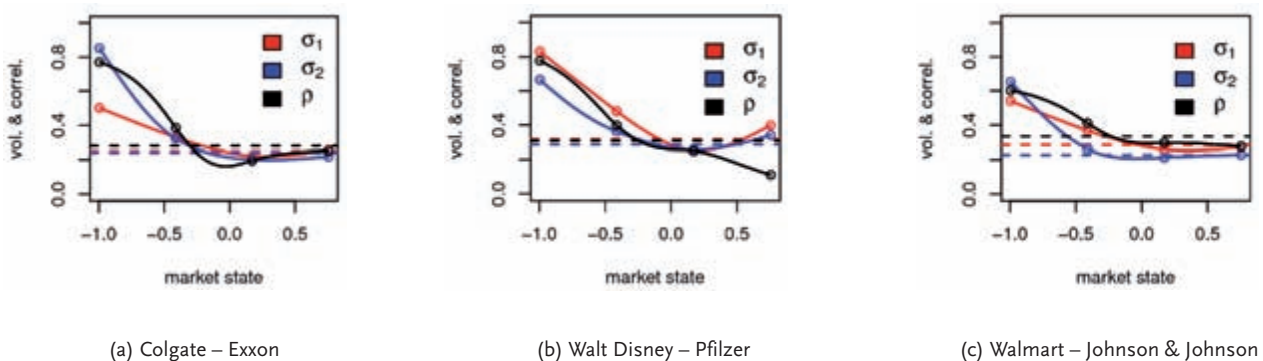 vol. & correl.
0.0 0.4 0.8
σ1
σ2
ρ
−1.0 −0.5 0.0 0.5
market state
(a) Colgate – Exxon
vol. & correl.
0.0 0.4 0.8
σ1
σ2
ρ
−1.0 −0.5 0.0 0.5
market state
(b) Walt Disney – Pfilzer
vol. & correl.
0.0 0.4 0.8
σ1
σ2
ρ
−1.0 −0.5 0.0 0.5
market state
(c) Walmart – Johnson & Johnson